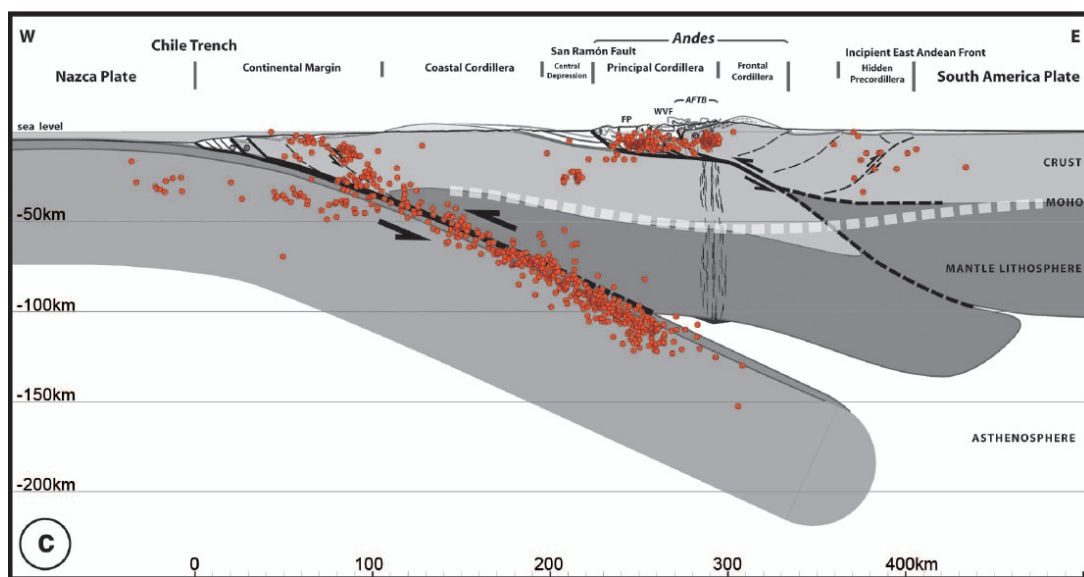 W
E
Chile Trench
Andes
San Ramón Fault
Incipient East Andean Front
Nazca Plate
Continental Margin
Coastal Cordillera
Central
Depression
Principal Cordillera
Frontal
Cordillera
Hidden
Precordillera
South America Plate
AFTB
WVF
FP
sea level
CRUST
MOHO
-50km
MANTLE LITHOSPHERE
-100km
-150km
ASTHENOSPHERE
-200km
C
0 100 200 300 400km